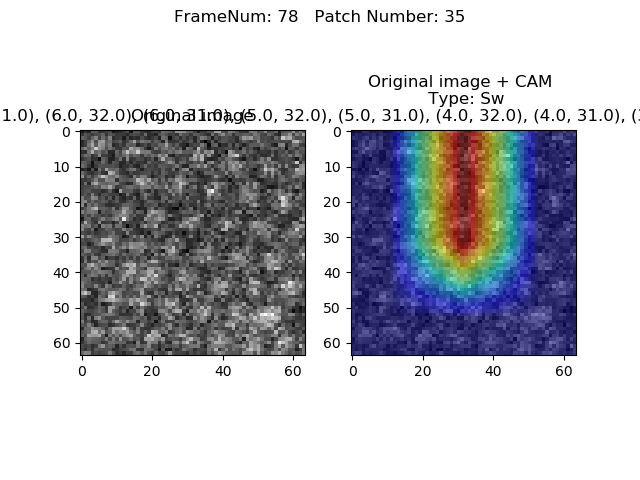 FrameNum: 78 Patch Number: 35
Original image + CAM
Type: Sw
1.0), (6.0, 32.0), (6.0, 31.0), (5.0, 32.0), (5.0, 31.0), (4.0, 32.0), (4.0, 31.0), (3
Original image
0
10
20
30
40
50
60
0 20 40 60
0
10
20
30
40
50
60
0 20 40 60